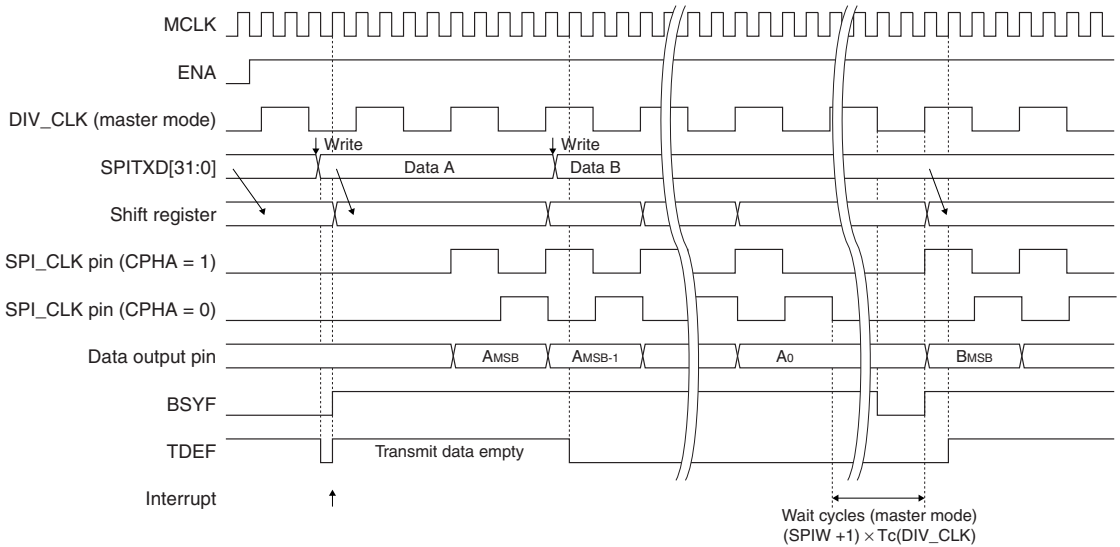 MCLK
ENA
DIV_CLK (master mode)
Write
Write
SPITXD[31:0]
Data A
Data B
Shift register
SPI_CLK pin (CPHA = 1)
SPI_CLK pin (CPHA = 0)
Data output pin
AMSB
AMSB-1
A0
BMSB
BSYF
TDEF
Transmit data empty
Interrupt
Wait cycles (master mode)
(SPIW +1) × Tc(DIV_CLK)